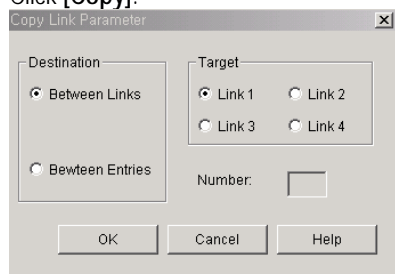 Click [Copy].
Copy Link Parameter
Destination
Between Links
Bewteen Entries
Target
Link 1 Link 2
Link 3 Link 4
Number:
OK Cancel Help